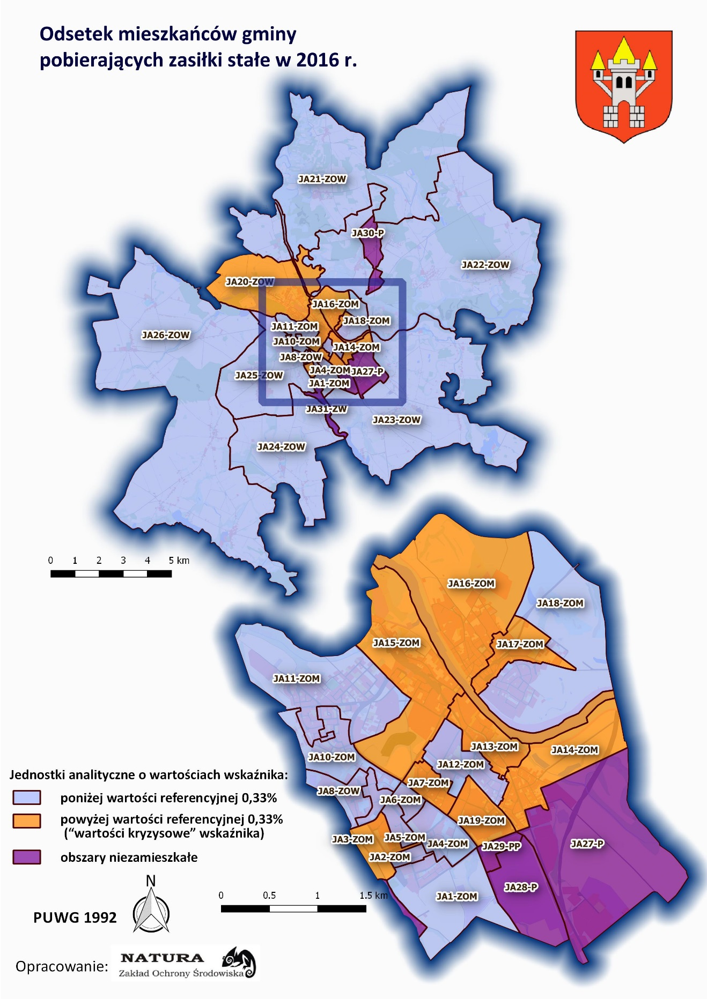 Odsetek mieszkańców gminy
pobierających zasiłki stałe w 2016 r.
JA21-ZOW
JA30-P
JA22-ZOW
JA20-ZOW
JA16-ZOM
JA18-ZOM
JA11-ZOM
JA26-ZOW
JA10-ZOM
JA14-ZOM
JA8-ZOW
JA4-ZOM
JA27-P
JA25-ZOW
JA1-ZOM
JA31-ZW
JA23-ZOW
JA24-ZOW
0 1 2 3 4 5 km
JA16-ZOM
JA18-ZOM
JA15-ZOM
JA17-ZOM
JA11-ZOM
JA13-ZOM
JA14-ZOM
JA10-ZOM
JA12-ZOM
JA7-ZOM
JA8-ZOW
JA6-ZOM
JA19-ZOM
JA3-ZOM
JA5-ZOM
JA4-ZOM
JA29-PP
JA27-P
JA2-ZOM
JA28-P
JA1-ZOM
Jednostki analityczne o wartościach wskaźnika:
poniżej wartości referencyjnej 0,33%
powyżej wartości referencyjnej 0,33%
(“wartości kryzysowe” wskaźnika)
obszary niezamieszkałe
N
0 0.5 1 1.5 km
PUWG 1992
Opracowanie:
NATURA
Zakład Ochrony Środowiska